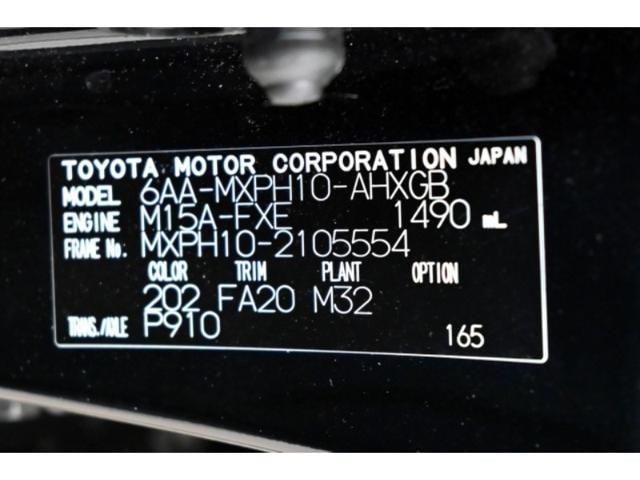 TOYOTA MOTOR CORPORATION JAPAN
MODEL 6AA-MXPH10-AHXGB
ENGINE M15A-FXE 1490 mL
FRAME No. MXPH10-2105554
COLOR TRIM PLANT OPTION
202 FA20 M32
TRANS./AXLE P910 165